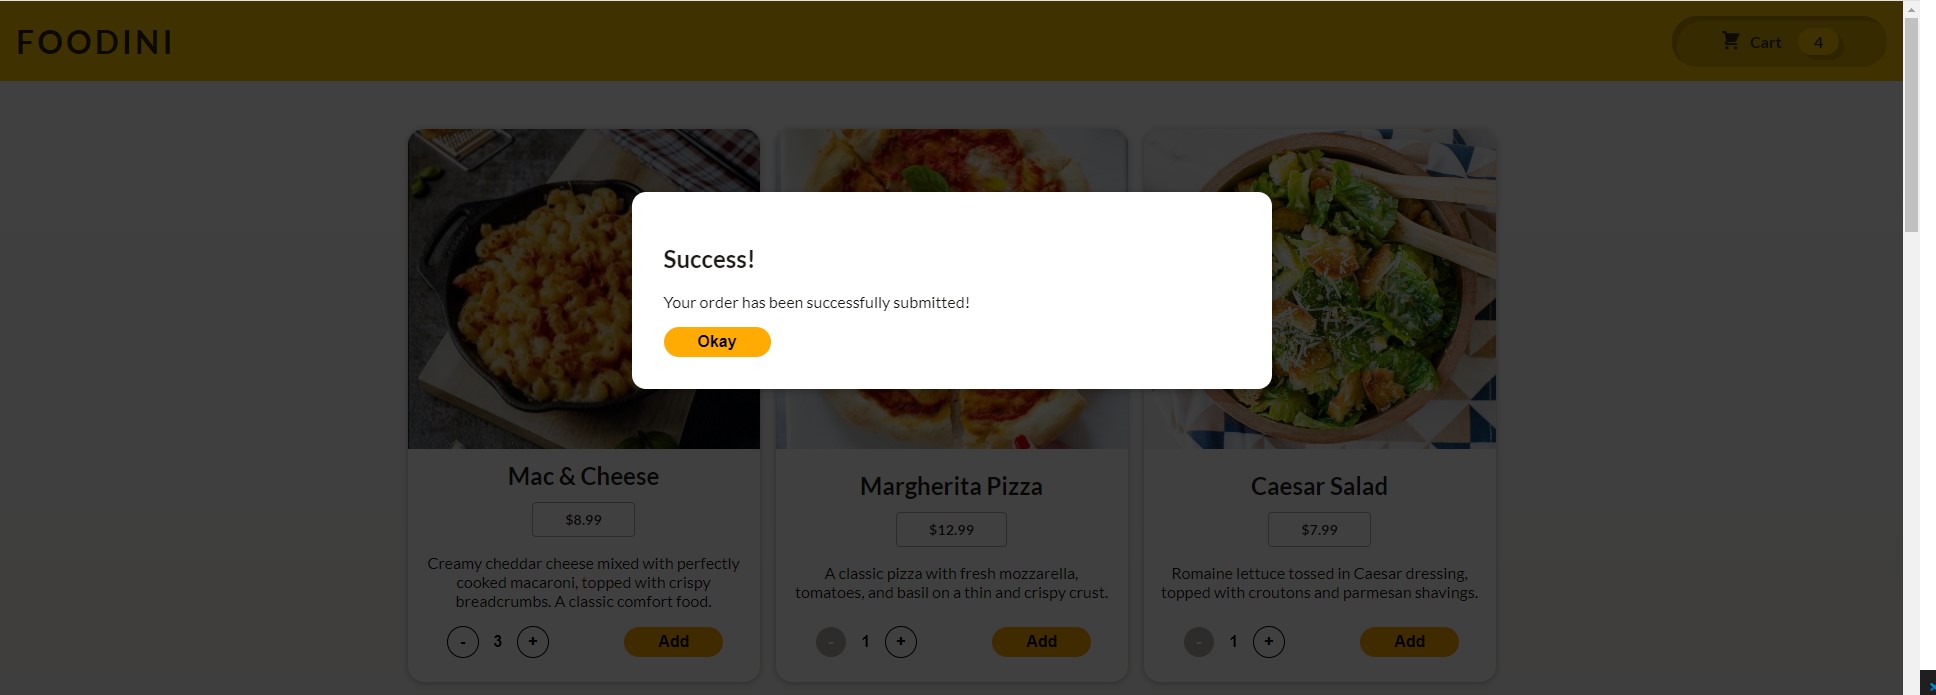 FOODINI
Cart 4
Success!
Your order has been successfully submitted!
Okay
Mac & Cheese
$8.99
Creamy cheddar cheese mixed with perfectly
cooked macaroni, topped with crispy
breadcrumbs. A classic comfort food.
- 3 + Add
Margherita Pizza
$12.99
A classic pizza with fresh mozzarella,
tomatoes, and basil on a thin and crispy crust.
- 1 + Add
Caesar Salad
$7.99
Romaine lettuce tossed in Caesar dressing,
topped with croutons and parmesan shavings.
- 1 + Add